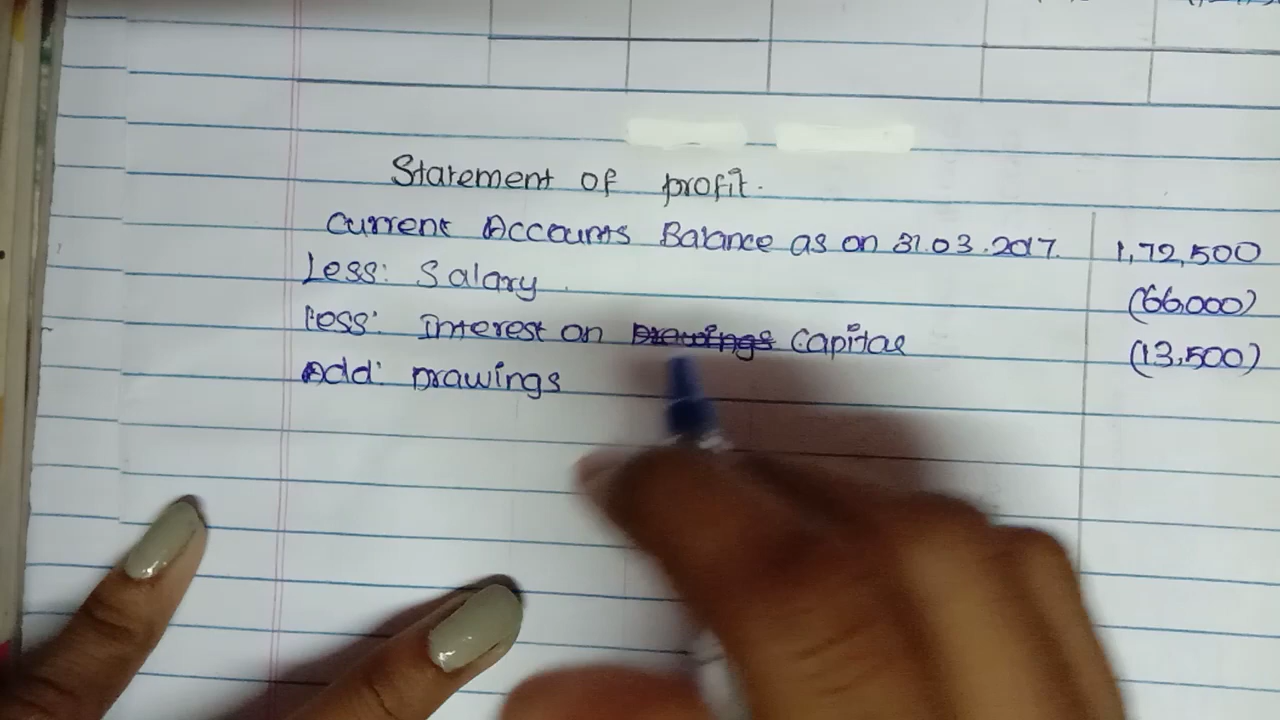 Statement of profit.
Current Accounts Balance as on 31.03.2017. 1,72,500
Less: Salary. (66,000)
Less: Interest on Drawings Capital (13,500)
Add: Drawings